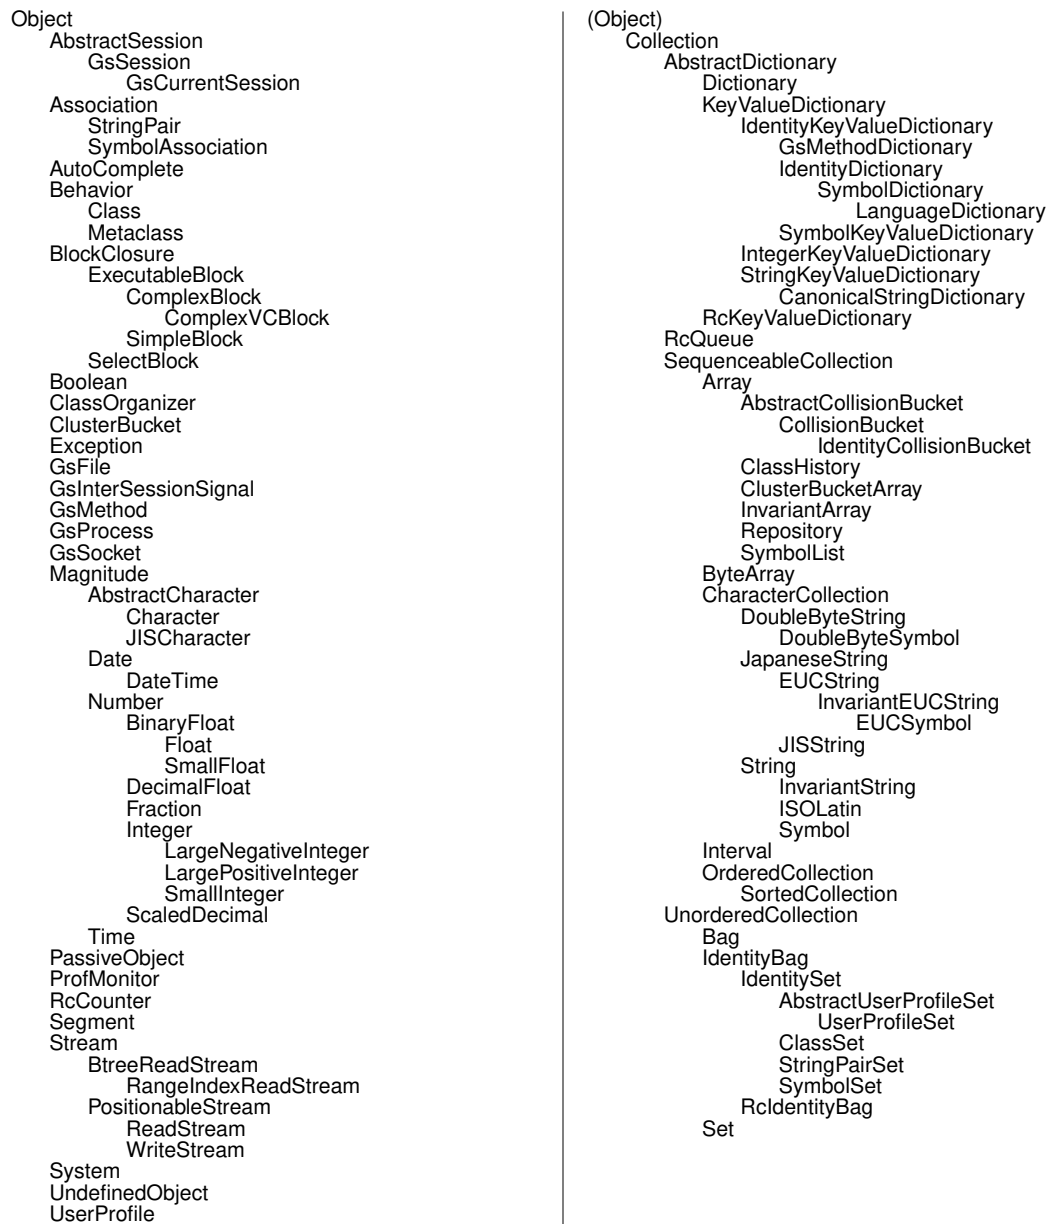 Object
AbstractSession
GsSession
GsCurrentSession
Association
StringPair
SymbolAssociation
AutoComplete
Behavior
Class
Metaclass
BlockClosure
ExecutableBlock
ComplexBlock
ComplexVCBlock
SimpleBlock
SelectBlock
Boolean
ClassOrganizer
ClusterBucket
Exception
GsFile
GsInterSessionSignal
GsMethod
GsProcess
GsSocket
Magnitude
AbstractCharacter
Character
JISCharacter
Date
DateTime
Number
BinaryFloat
Float
SmallFloat
DecimalFloat
Fraction
Integer
LargeNegativeInteger
LargePositiveInteger
SmallInteger
ScaledDecimal
Time
PassiveObject
ProfMonitor
RcCounter
Segment
Stream
BtreeReadStream
RangeIndexReadStream
PositionableStream
ReadStream
WriteStream
System
UndefinedObject
UserProfile
(Object)
Collection
AbstractDictionary
Dictionary
KeyValueDictionary
IdentityKeyValueDictionary
GsMethodDictionary
IdentityDictionary
SymbolDictionary
LanguageDictionary
SymbolKeyValueDictionary
IntegerKeyValueDictionary
StringKeyValueDictionary
CanonicalStringDictionary
RcKeyValueDictionary
RcQueue
SequenceableCollection
Array
AbstractCollisionBucket
CollisionBucket
IdentityCollisionBucket
ClassHistory
ClusterBucketArray
InvariantArray
Repository
SymbolList
ByteArray
CharacterCollection
DoubleByteString
DoubleByteSymbol
JapaneseString
EUCString
InvariantEUCString
EUCSymbol
JISString
String
InvariantString
ISOLatin
Symbol
Interval
OrderedCollection
SortedCollection
UnorderedCollection
Bag
IdentityBag
IdentitySet
AbstractUserProfileSet
UserProfileSet
ClassSet
StringPairSet
SymbolSet
RcIdentityBag
Set